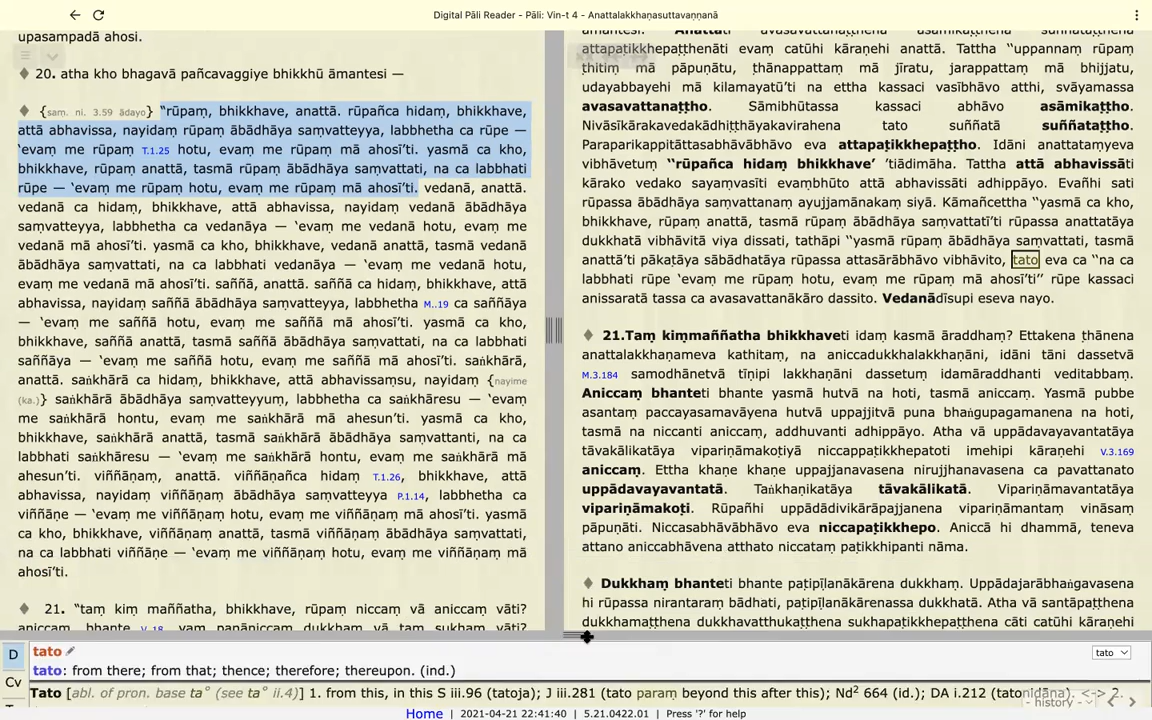 Digital Pāli Reader - Pāli: Vin-t 4 - Anattalakkhaṇasuttavaṇṇanā
upasampadā ahosi.
♦ 20. atha kho bhagavā pañcavaggiye bhikkhū āmantesi —
♦ {saṃ. ni. 3.59 ādayo} “rūpaṃ, bhikkhave, anattā. rūpañca hidaṃ, bhikkhave,
attā abhavissa, nayidaṃ rūpaṃ ābādhāya saṃvatteyya, labbhetha ca rūpe —
‘evaṃ me rūpaṃ T.1.25 hotu, evaṃ me rūpaṃ mā ahosī’ti. yasmā ca kho,
bhikkhave, rūpaṃ anattā, tasmā rūpaṃ ābādhāya saṃvattati, na ca labbhati
rūpe — ‘evaṃ me rūpaṃ hotu, evaṃ me rūpaṃ mā ahosī’ti. vedanā, anattā.
vedanā ca hidaṃ, bhikkhave, attā abhavissa, nayidaṃ vedanā ābādhāya
saṃvatteyya, labbhetha ca vedanāya — ‘evaṃ me vedanā hotu, evaṃ me
vedanā mā ahosī’ti. yasmā ca kho, bhikkhave, vedanā anattā, tasmā vedanā
ābādhāya saṃvattati, na ca labbhati vedanāya — ‘evaṃ me vedanā hotu,
evaṃ me vedanā mā ahosī’ti. saññā, anattā. saññā ca hidaṃ, bhikkhave, attā
abhavissa, nayidaṃ saññā ābādhāya saṃvatteyya, labbhetha M..19 ca saññāya
— ‘evaṃ me saññā hotu, evaṃ me saññā mā ahosī’ti. yasmā ca kho,
bhikkhave, saññā anattā, tasmā saññā ābādhāya saṃvattati, na ca labbhati
saññāya — ‘evaṃ me saññā hotu, evaṃ me saññā mā ahosī’ti. saṅkhārā,
anattā. saṅkhārā ca hidaṃ, bhikkhave, attā abhavissaṃsu, nayidaṃ {nayime
(ka.)} saṅkhārā ābādhāya saṃvatteyyuṃ, labbhetha ca saṅkhāresu — ‘evaṃ
me saṅkhārā hontu, evaṃ me saṅkhārā mā ahesun’ti. yasmā ca kho,
bhikkhave, saṅkhārā anattā, tasmā saṅkhārā ābādhāya saṃvattanti, na ca
labbhati saṅkhāresu — ‘evaṃ me saṅkhārā hontu, evaṃ me saṅkhārā mā
ahesun’ti. viññāṇaṃ, anattā. viññāṇañca hidaṃ T.1.26, bhikkhave, attā
abhavissa, nayidaṃ viññāṇaṃ ābādhāya saṃvatteyya P.1.14, labbhetha ca
viññāṇe — ‘evaṃ me viññāṇaṃ hotu, evaṃ me viññāṇaṃ mā ahosī’ti. yasmā
ca kho, bhikkhave, viññāṇaṃ anattā, tasmā viññāṇaṃ ābādhāya saṃvattati,
na ca labbhati viññāṇe — ‘evaṃ me viññāṇaṃ hotu, evaṃ me viññāṇaṃ mā
ahosī’ti.
♦ 21. “taṃ kiṃ maññatha, bhikkhave, rūpaṃ niccaṃ vā aniccaṃ vāti?
aniccaṃ, bhante V..18. yaṃ panāniccaṃ dukkhaṃ vā taṃ sukhaṃ vāti?
attapaṭikkhepaṭṭhenāti evaṃ catūhi kāraṇehi anattā. Tattha “uppannaṃ rūpaṃ
ṭhitiṃ mā pāpuṇātu, ṭhānappattaṃ mā jīratu, jarappattaṃ mā bhijjatu,
udayabbayehi mā kilamayatū’ti na ettha kassaci vasībhāvo atthi, svāyamassa
avasavattanaṭṭho. Sāmibhūtassa kassaci abhāvo asāmikaṭṭho.
Nivāsīkārakavedakādhiṭṭhāyakavirahena tato suññatā suññataṭṭho.
Paraparikappitāttasabhāvābhāvo eva attapaṭikkhepaṭṭho. Idāni anattataṃyeva
vibhāvetuṃ “rūpañca hidaṃ bhikkhave’ ’tiādimāha. Tattha attā abhavissāti
kārako vedako sayaṃvasīti evaṃbhūto attā abhavissāti adhippāyo. Evañhi sati
rūpassa ābādhāya saṃvattanaṃ ayujjamānakaṃ siyā. Kāmañcettha “yasmā ca kho,
bhikkhave, rūpaṃ anattā, tasmā rūpaṃ ābādhāya saṃvattatī’ti rūpassa anattatāya
dukkhatā vibhāvitā viya dissati, tathāpi “yasmā rūpaṃ ābādhāya saṃvattati, tasmā
anattā’ti pākaṭāya sābādhatāya rūpassa attasārābhāvo vibhāvito, tato eva ca “na ca
labbhati rūpe ‘evaṃ me rūpaṃ hotu, evaṃ me rūpaṃ mā ahosī’ti” rūpe kassaci
anissaratā tassa ca avasavattanākāro dassito. Vedanādīsupi eseva nayo.
♦ 21.Taṃ kiṃmaññatha bhikkhaveti idaṃ kasmā āraddhaṃ? Ettakena ṭhānena
anattalakkhaṇameva kathitaṃ, na aniccadukkhalakkhaṇāni, idāni tāni dassetvā
M.3.184 samodhānetvā tīṇipi lakkhaṇāni dassetuṃ idamāraddhanti veditabbaṃ.
Aniccaṃ bhanteti bhante yasmā hutvā na hoti, tasmā aniccaṃ. Yasmā pubbe
asantaṃ paccayasamavāyena hutvā uppajjitvā puna bhaṅgupagamanena na hoti,
tasmā na niccanti aniccaṃ, addhuvanti adhippāyo. Atha vā uppādavayavantatāya
tāvakālikatāya vipariṇāmakoṭiyā niccappaṭikkhepatoti imehipi kāraṇehi V.3.169
aniccaṃ. Ettha khaṇe khaṇe uppajjanavasena nirujjhanavasena ca pavattanato
uppādavayavantatā. Taṅkhaṇikatāya tāvakālikatā. Vipariṇāmavantatāya
vipariṇāmakoṭi. Rūpañhi uppādādivikārāpajjanena vipariṇāmantaṃ vināsaṃ
pāpuṇāti. Niccasabhāvābhāvo eva niccapaṭikkhepo. Aniccā hi dhammā, teneva
attano aniccabhāvena atthato niccataṃ paṭikkhipanti nāma.
♦ Dukkhaṃ bhanteti bhante paṭipīḷanākārena dukkhaṃ. Uppādajarābhaṅgavasena
hi rūpassa nirantaraṃ bādhati, paṭipīḷanākārenassa dukkhatā. Atha vā santāpaṭṭhena
dukkhamaṭṭhena dukkhavatthukaṭṭhena sukhapaṭikkhepaṭṭhena cāti catūhi kāraṇehi
D
Cv
tato
tato
tato: from there; from that; thence; therefore; thereupon. (ind.)
Tato [abl. of pron. base ta° (see ta° ii.4)] 1. from this, in this S iii.96 (tatoja); J iii.281 (tato paraṃ beyond this after this); Nd² 664 (id.); DA i.212 (tatonidāna). <-> 2.
- history -
Home | 2021-04-21 22:41:40 | 5.21.0422.01 | Press '?' for help